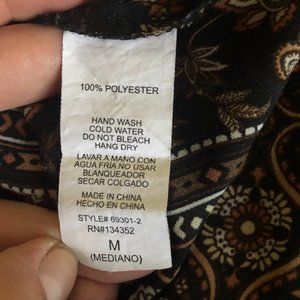 100% POLYESTER
HAND WASH
COLD WATER
DO NOT BLEACH
HANG DRY
LAVAR A MANO CON
AGUA FRIA NO USAR
BLANQUEADOR
SECAR COLGADO
MADE IN CHINA
HECHO EN CHINA
STYLE# 69301-2
RN#134352
M
(MEDIANO)